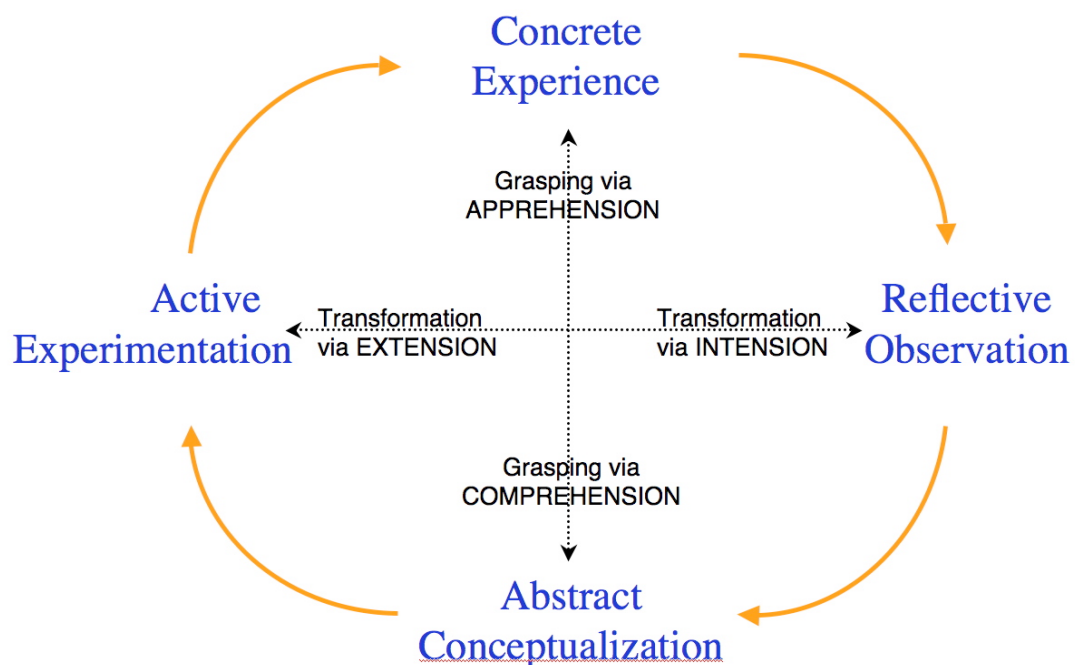 Concrete
Experience
Grasping via
APPREHENSION
Active
Experimentation
Transformation
via EXTENSION
Transformation
via INTENSION
Reflective
Observation
Grasping via
COMPREHENSION
Abstract
Conceptualization